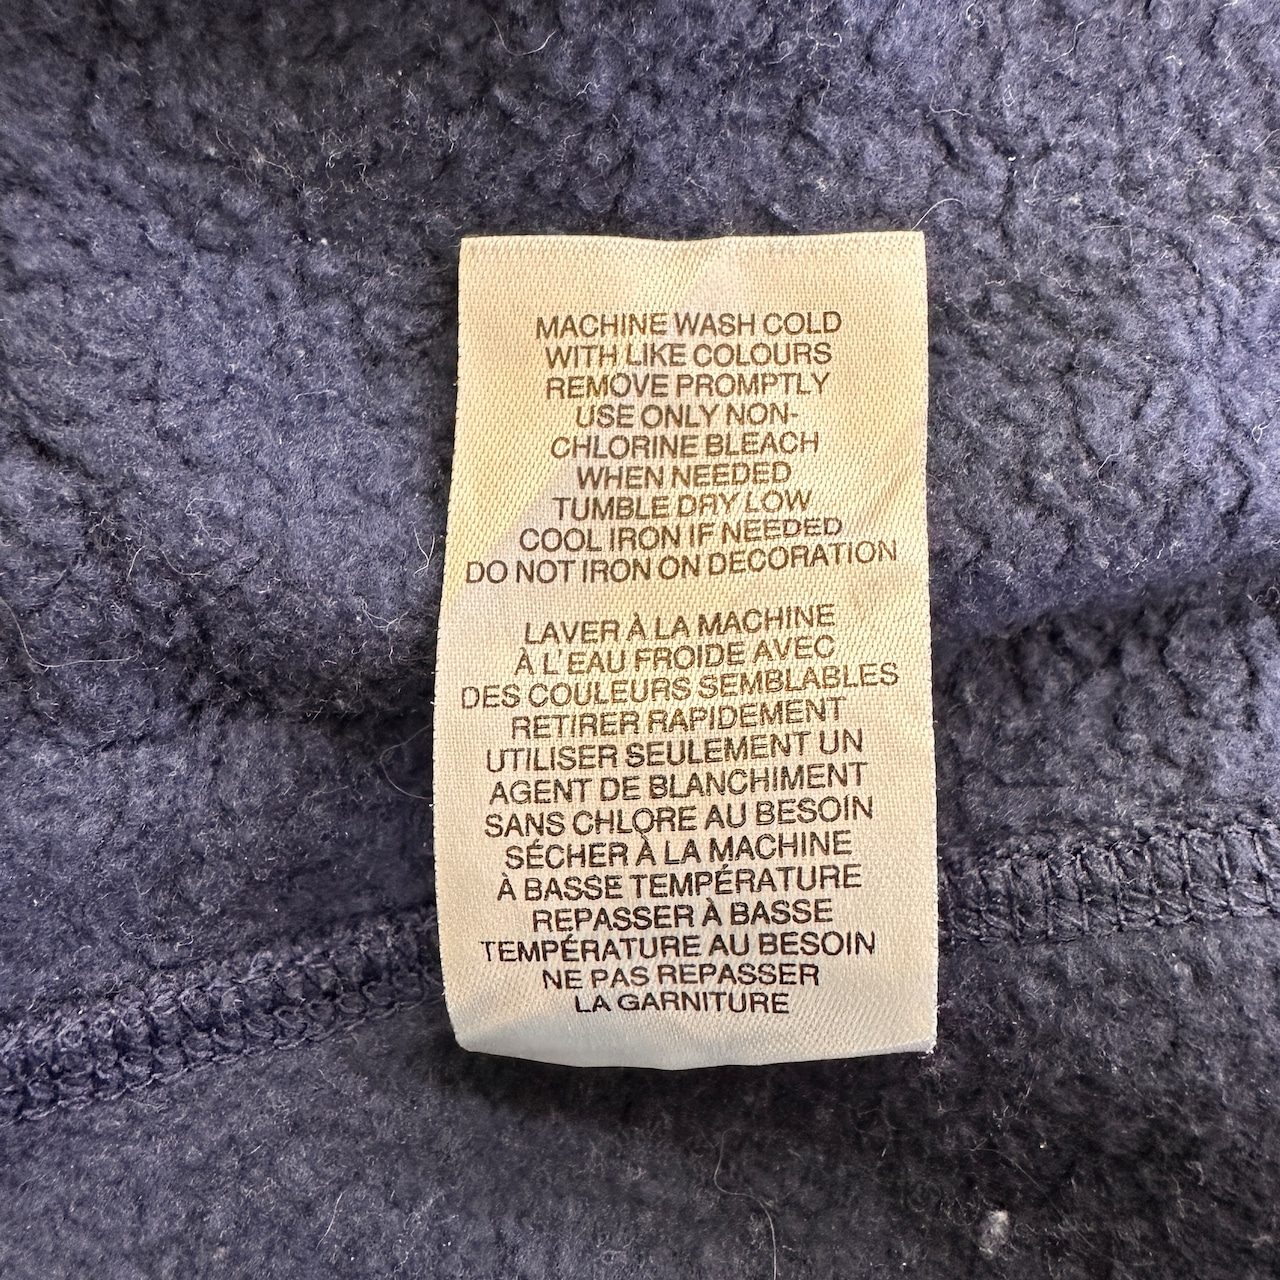 MACHINE WASH COLD
WITH LIKE COLOURS
REMOVE PROMPTLY
USE ONLY NON-
CHLORINE BLEACH
WHEN NEEDED
TUMBLE DRY LOW
COOL IRON IF NEEDED
DO NOT IRON ON DECORATION
LAVER À LA MACHINE
À L'EAU FROIDE AVEC
DES COULEURS SEMBLABLES
RETIRER RAPIDEMENT
UTILISER SEULEMENT UN
AGENT DE BLANCHIMENT
SANS CHLORE AU BESOIN
SÉCHER À LA MACHINE
À BASSE TEMPÉRATURE
REPASSER À BASSE
TEMPÉRATURE AU BESOIN
NE PAS REPASSER
LA GARNITURE